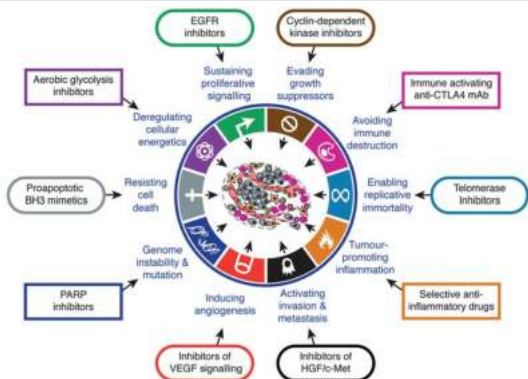 EGFR
inhibitors
Cyclin-dependent
kinase inhibitors
Sustaining
proliferative
signalling
Evading
growth
suppressors
Aerobic glycolysis
inhibitors
Immune activating
anti-CTLA4 mAb
Deregulating
cellular
energetics
Avoiding
immune
destruction
Proapoptotic
BH3 mimetics
Resisting
cell
death
Enabling
replicative
immortality
Telomerase
Inhibitors
Genome
instability &
mutation
Tumour-
promoting
inflammation
PARP
inhibitors
Inducing
angiogenesis
Activating
invasion &
metastasis
Selective anti-
inflammatory drugs
Inhibitors of
VEGF signalling
Inhibitors of
HGF/c-Met